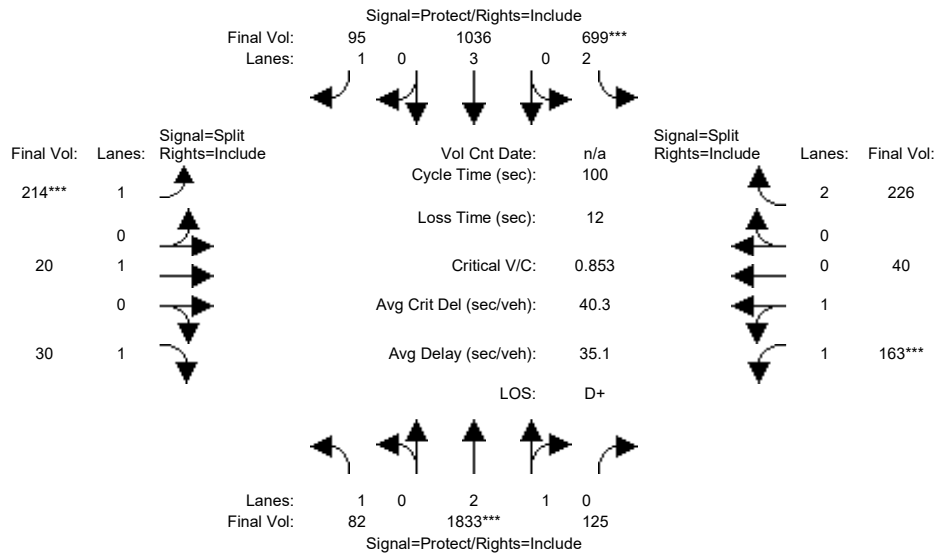 Signal=Protect/Rights=Include
Final Vol: 95 1036 699***
Lanes: 1 0 3 0 2
Signal=Split
Final Vol: Lanes: Rights=Include
Vol Cnt Date: n/a
Signal=Split
Rights=Include Lanes: Final Vol:
Cycle Time (sec): 100
214*** 1
2 226
Loss Time (sec): 12
0
0
20 1
Critical V/C: 0.853
0 40
0
Avg Crit Del (sec/veh): 40.3
1
30 1
Avg Delay (sec/veh): 35.1
1 163***
LOS: D+
Lanes: 1 0 2 1 0
Final Vol: 82 1833*** 125
Signal=Protect/Rights=Include